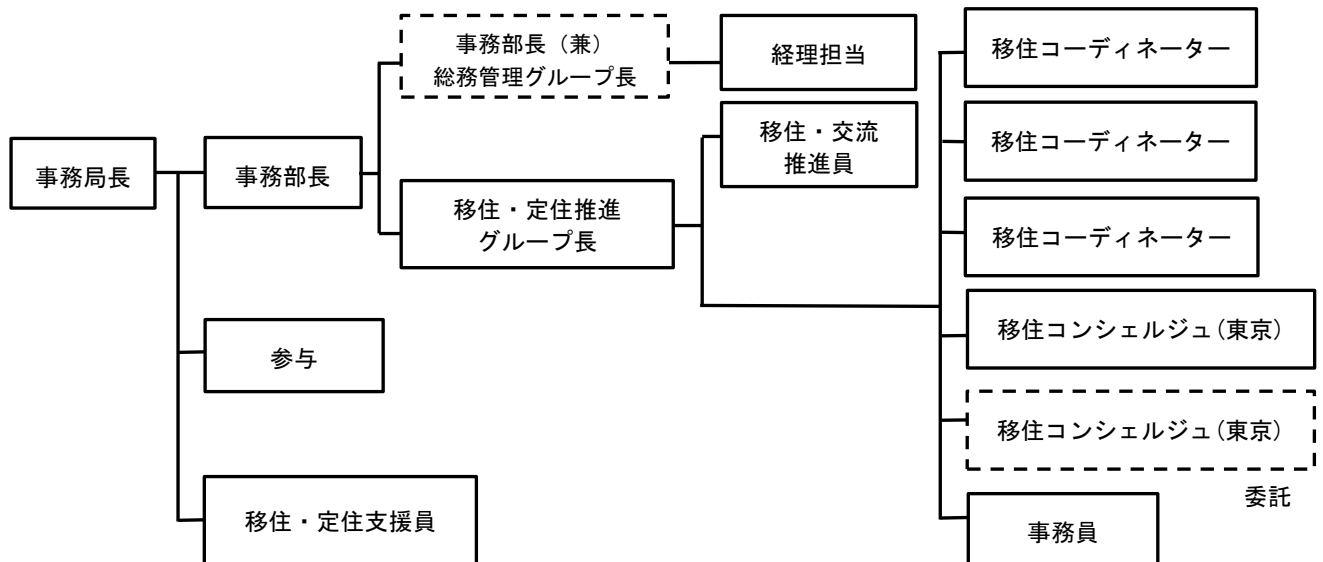 事務局長
事務部長
参与
移住・定住支援員
事務部長（兼）
総務管理グループ長
移住・定住推進
グループ長
経理担当
移住・交流
推進員
移住コーディネーター
移住コーディネーター
移住コーディネーター
移住コンシェルジュ(東京)
移住コンシェルジュ(東京)
委託
事務員